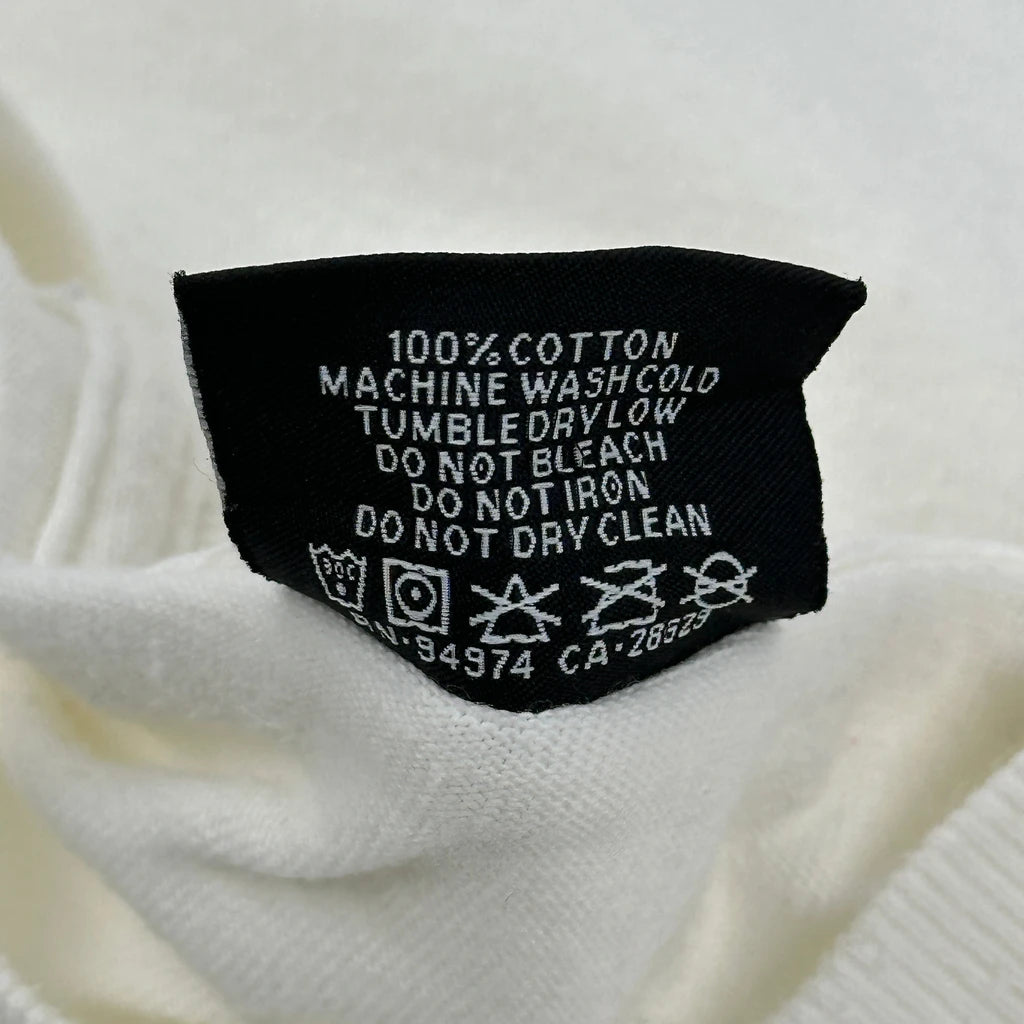 100% COTTON
MACHINE WASH COLD
TUMBLE DRY LOW
DO NOT BLEACH
DO NOT IRON
DO NOT DRY CLEAN
30C
RN·94974 CA·28529